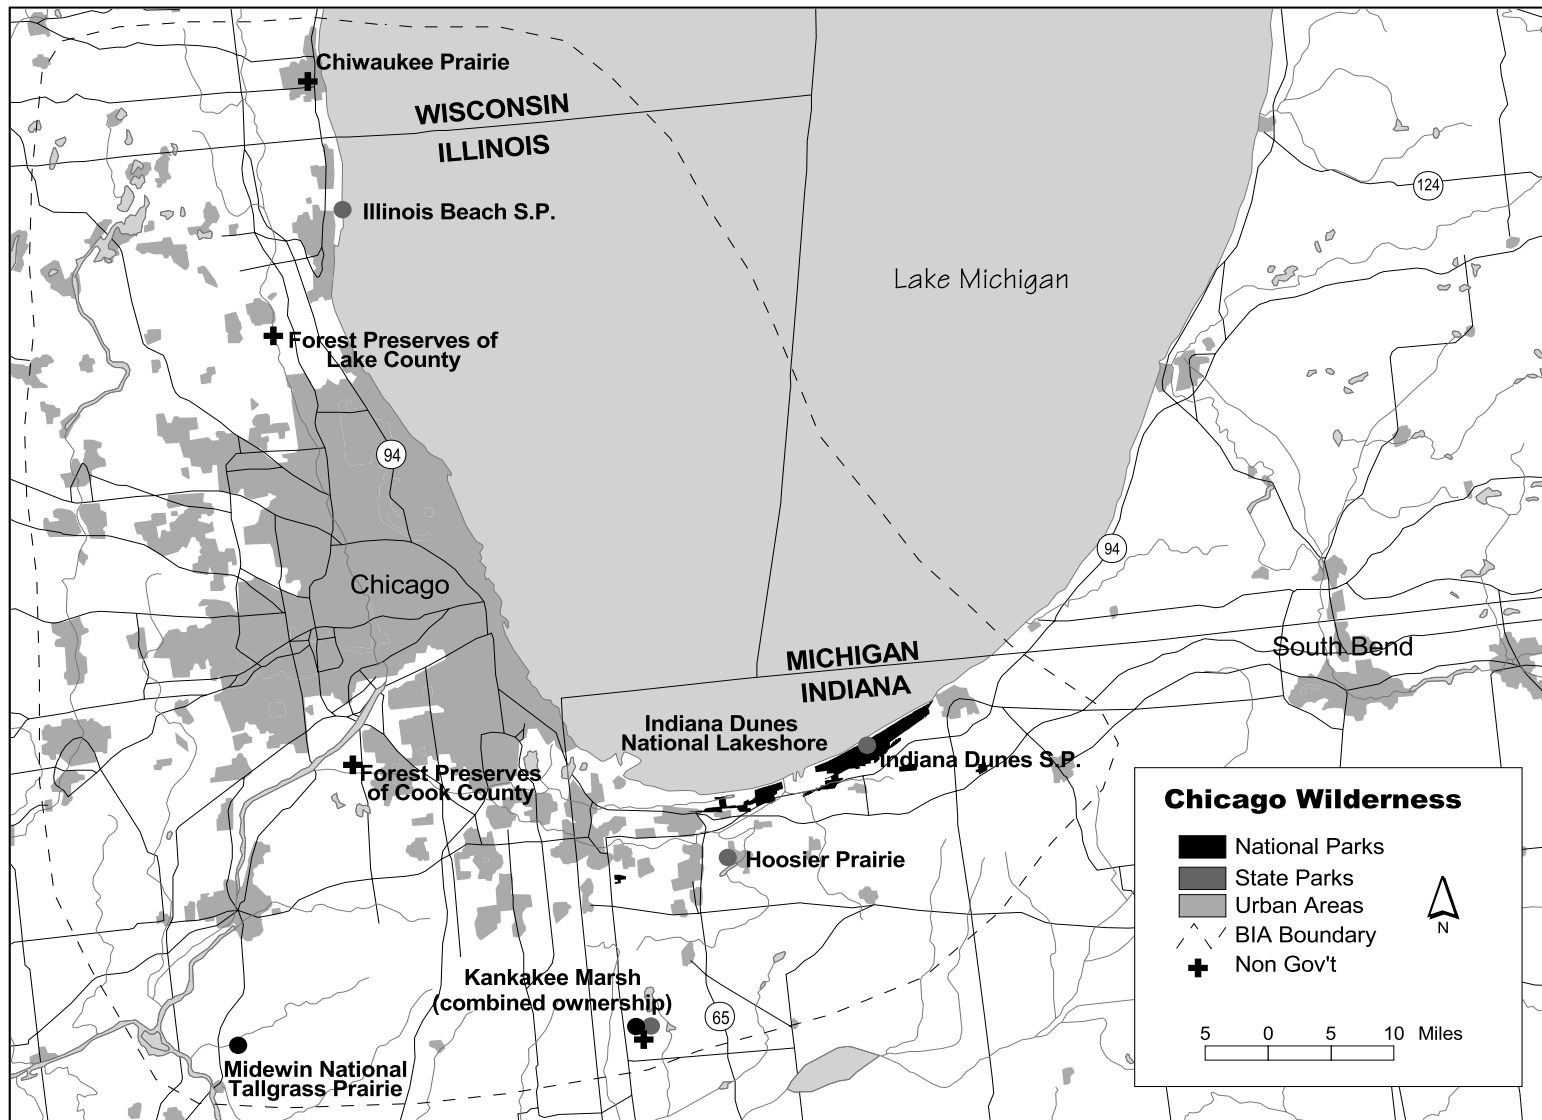 Chiwaukee Prairie
WISCONSIN
ILLINOIS
124
Illinois Beach S.P.
Lake Michigan
Forest Preserves of
Lake County
94
94
Chicago
MICHIGAN
INDIANA
South Bend
Indiana Dunes
National Lakeshore
Indiana Dunes S.P.
Forest Preserves
of Cook County
Hoosier Prairie
Kankakee Marsh
(combined ownership)
65
Midewin National
Tallgrass Prairie
Chicago Wilderness
National Parks
State Parks
Urban Areas
BIA Boundary
Non Gov't
N
5 0 5 10 Miles